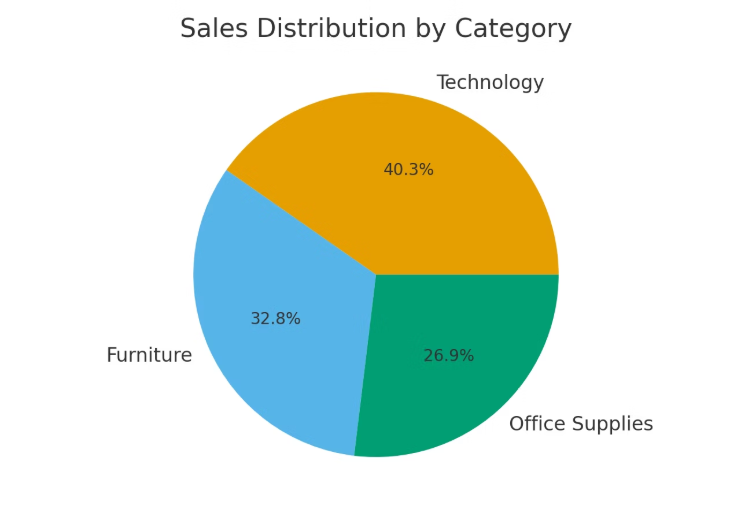 Sales Distribution by Category
Technology
40.3%
32.8%
Furniture
26.9%
Office Supplies